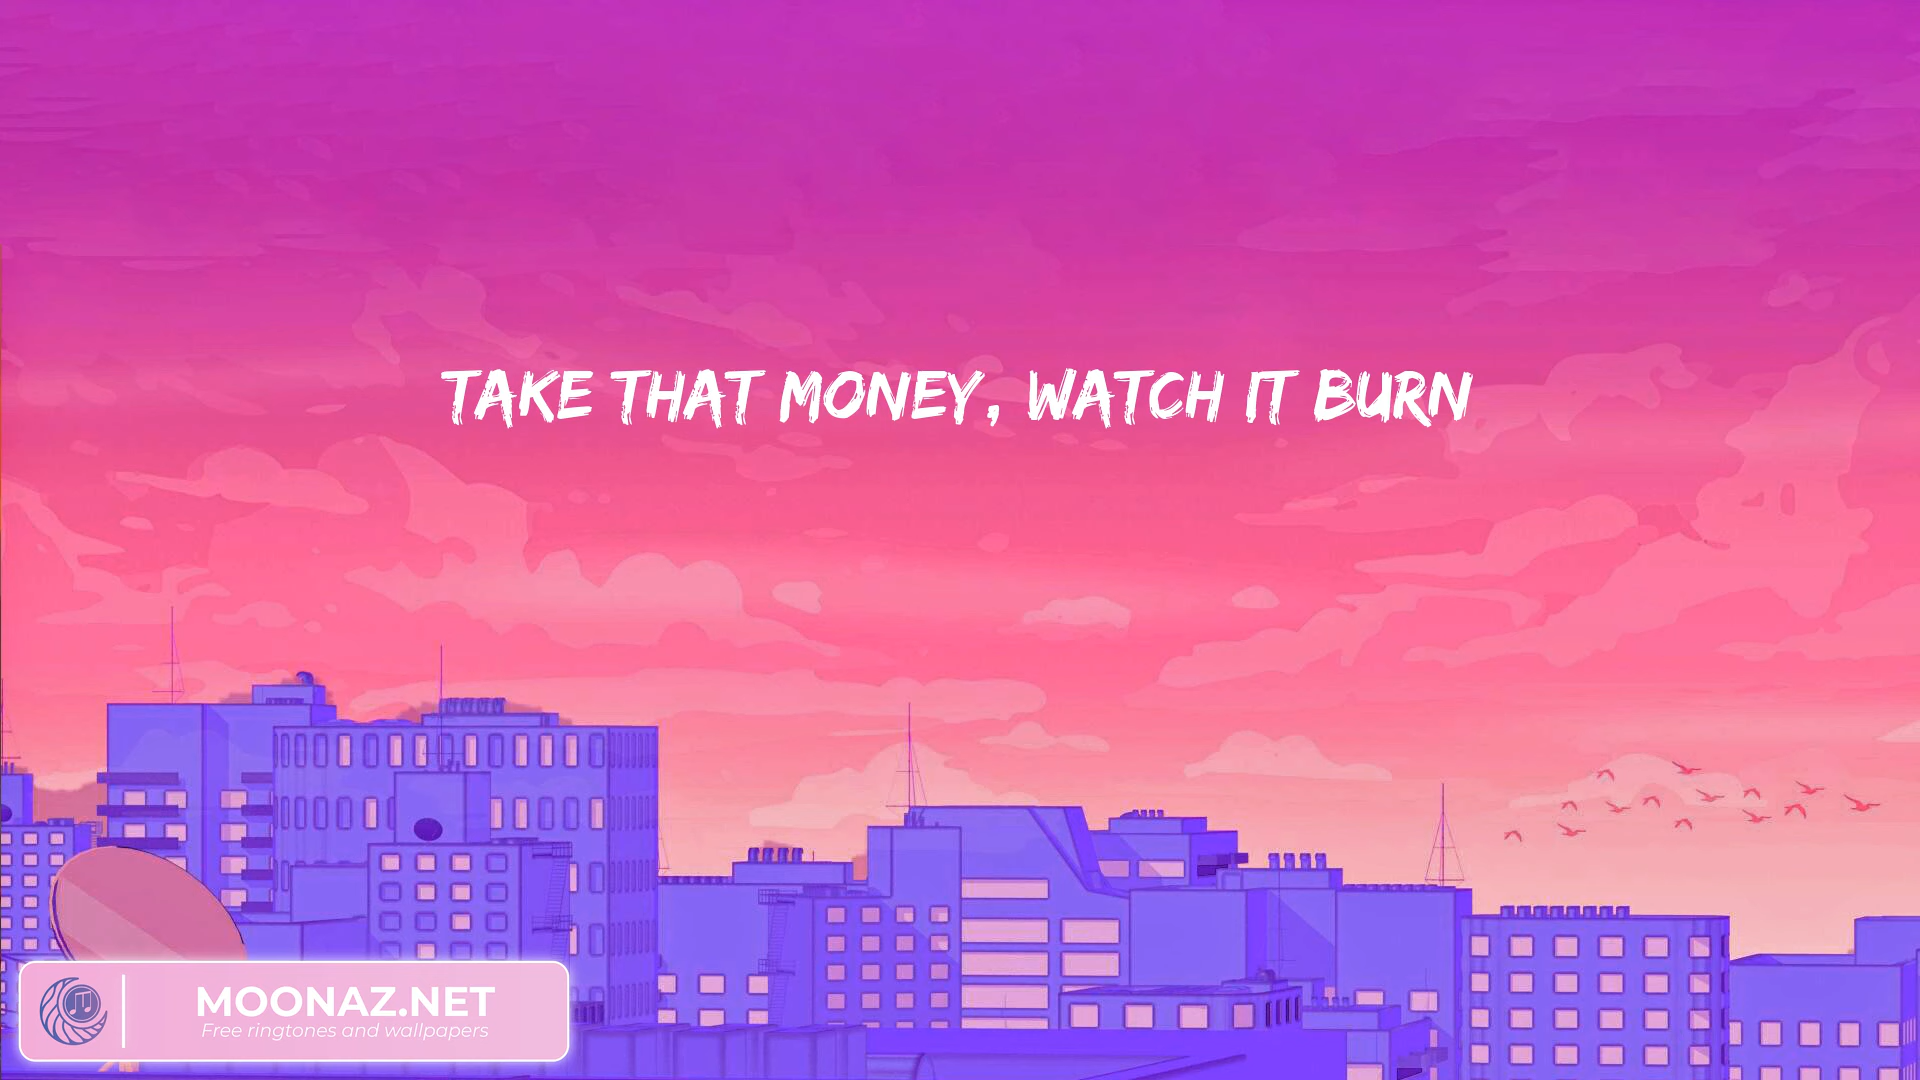 TAKE THAT MONEY, WATCH IT BURN
MOONAZ.NET
Free ringtones and wallpapers